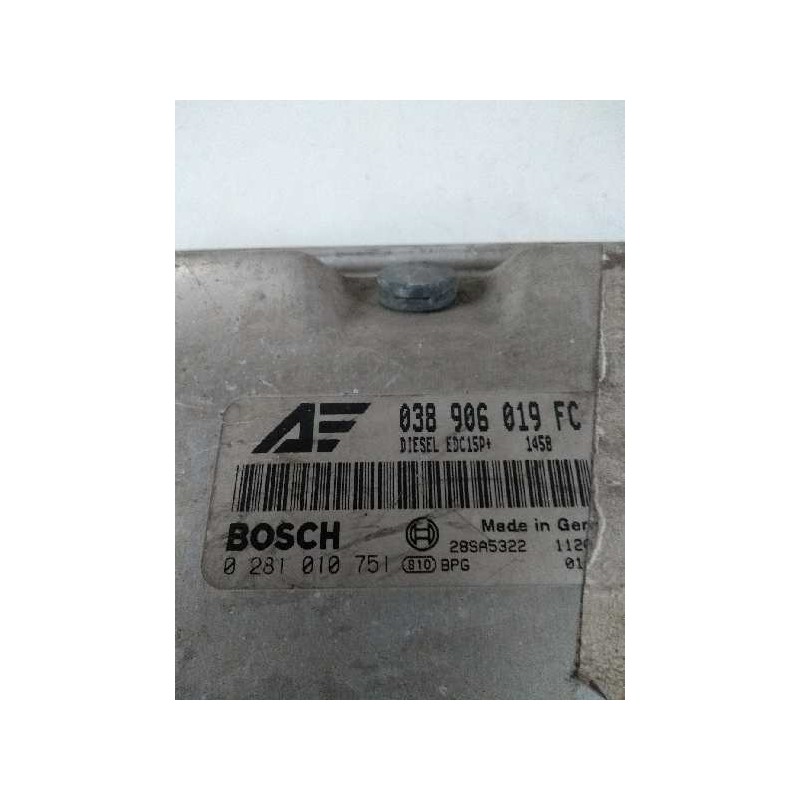 AE 038 906 019 FC
DIESEL EDC15P+ 1458
BOSCH Made in Ger
28SA5322 112
0 281 010 751 810 BPG 01